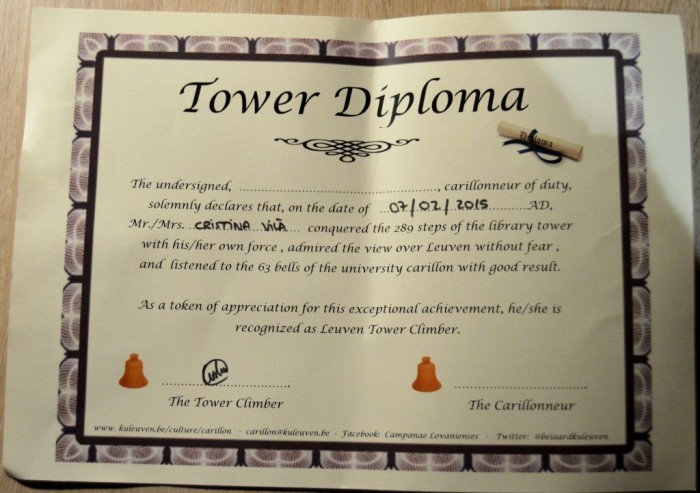 Tower Diploma
Diploma
The undersigned, ........................................, carillonneur of duty,
solemnly declares that, on the date of ...07/02/2015..........AD,
Mr./Mrs. ..CRISTINA VILÀ.... conquered the 289 steps of the library tower
with his/her own force , admired the view over Leuven without fear ,
and listened to the 63 bells of the university carillon with good result.
As a token of appreciation for this exceptional achievement, he/she is
recognized as Leuven Tower Climber.
The Tower Climber The Carillonneur
www. kuleuven.be/culture/carillon - carillon@kuleuven.be - Facebook: Campanae Lovanienses - Twitter: @beiaardkuleuven